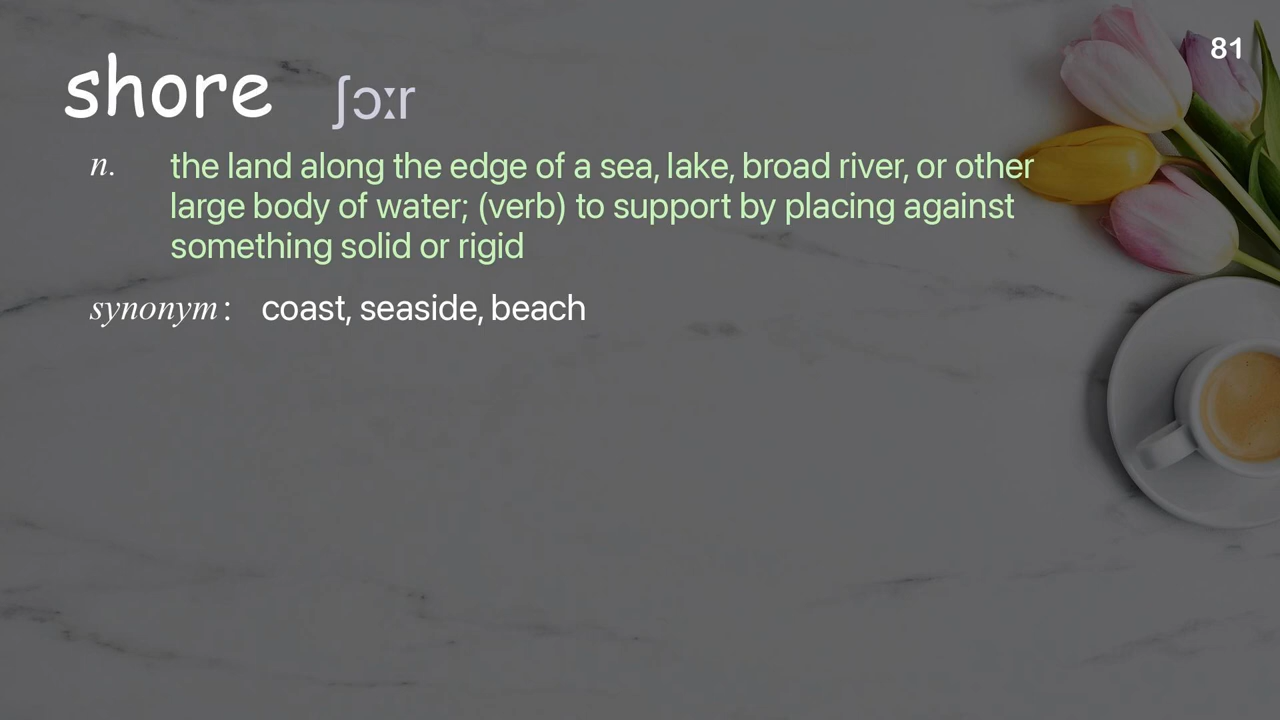 81
shore ʃɔːr
n. the land along the edge of a sea, lake, broad river, or other
large body of water; (verb) to support by placing against
something solid or rigid
synonym: coast, seaside, beach